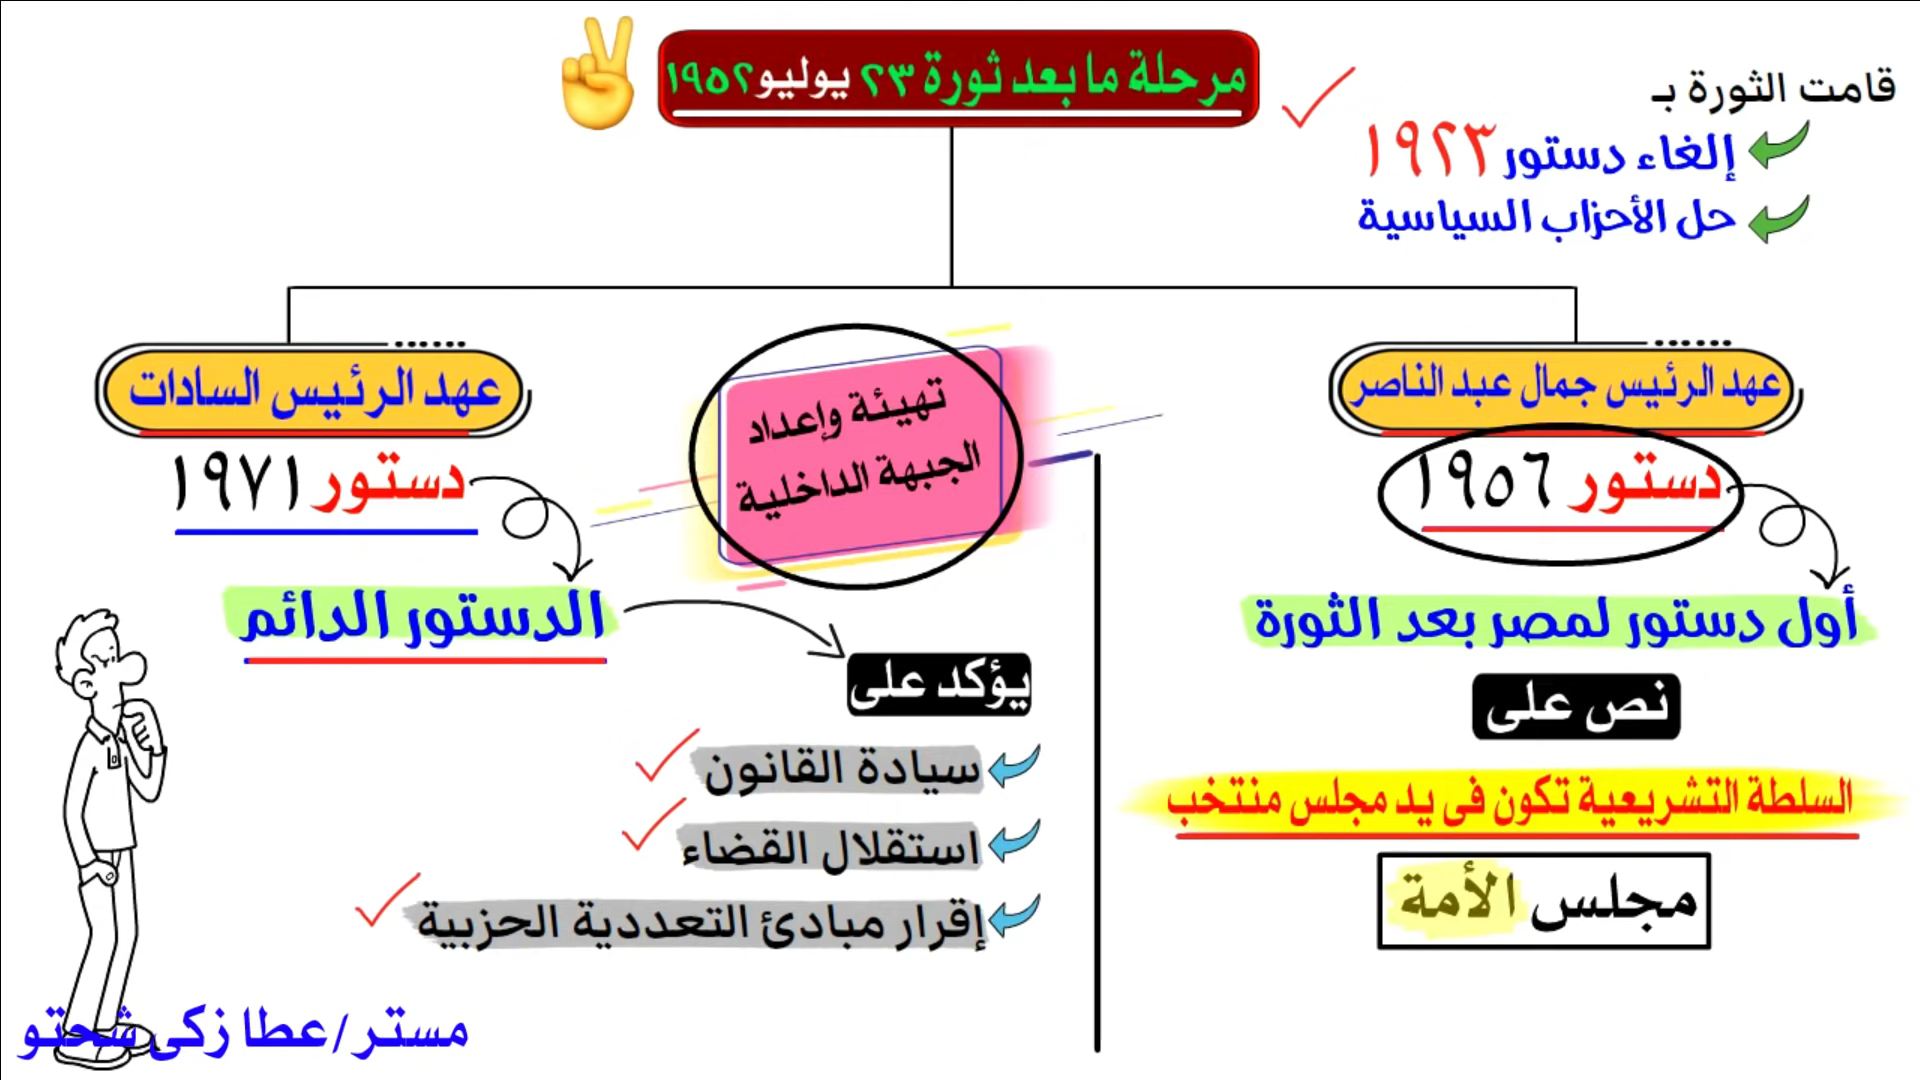 مرحلة ما بعد ثورة ٢٣ يوليو ١٩٥٢
قامت الثورة بـ
إلغاء دستور ١٩٢٣
حل الأحزاب السياسية
عهد الرئيس جمال عبد الناصر
دستور ١٩٥٦
أول دستور لمصر بعد الثورة
نص على
السلطة التشريعية تكون فى يد مجلس منتخب
مجلس الأمة
تهيئة وإعداد
الجبهة الداخلية
عهد الرئيس السادات
دستور ١٩٧١
الدستور الدائم
يؤكد على
سيادة القانون
استقلال القضاء
إقرار مبادئ التعددية الحزبية
مستر/عطا زكى شحتو